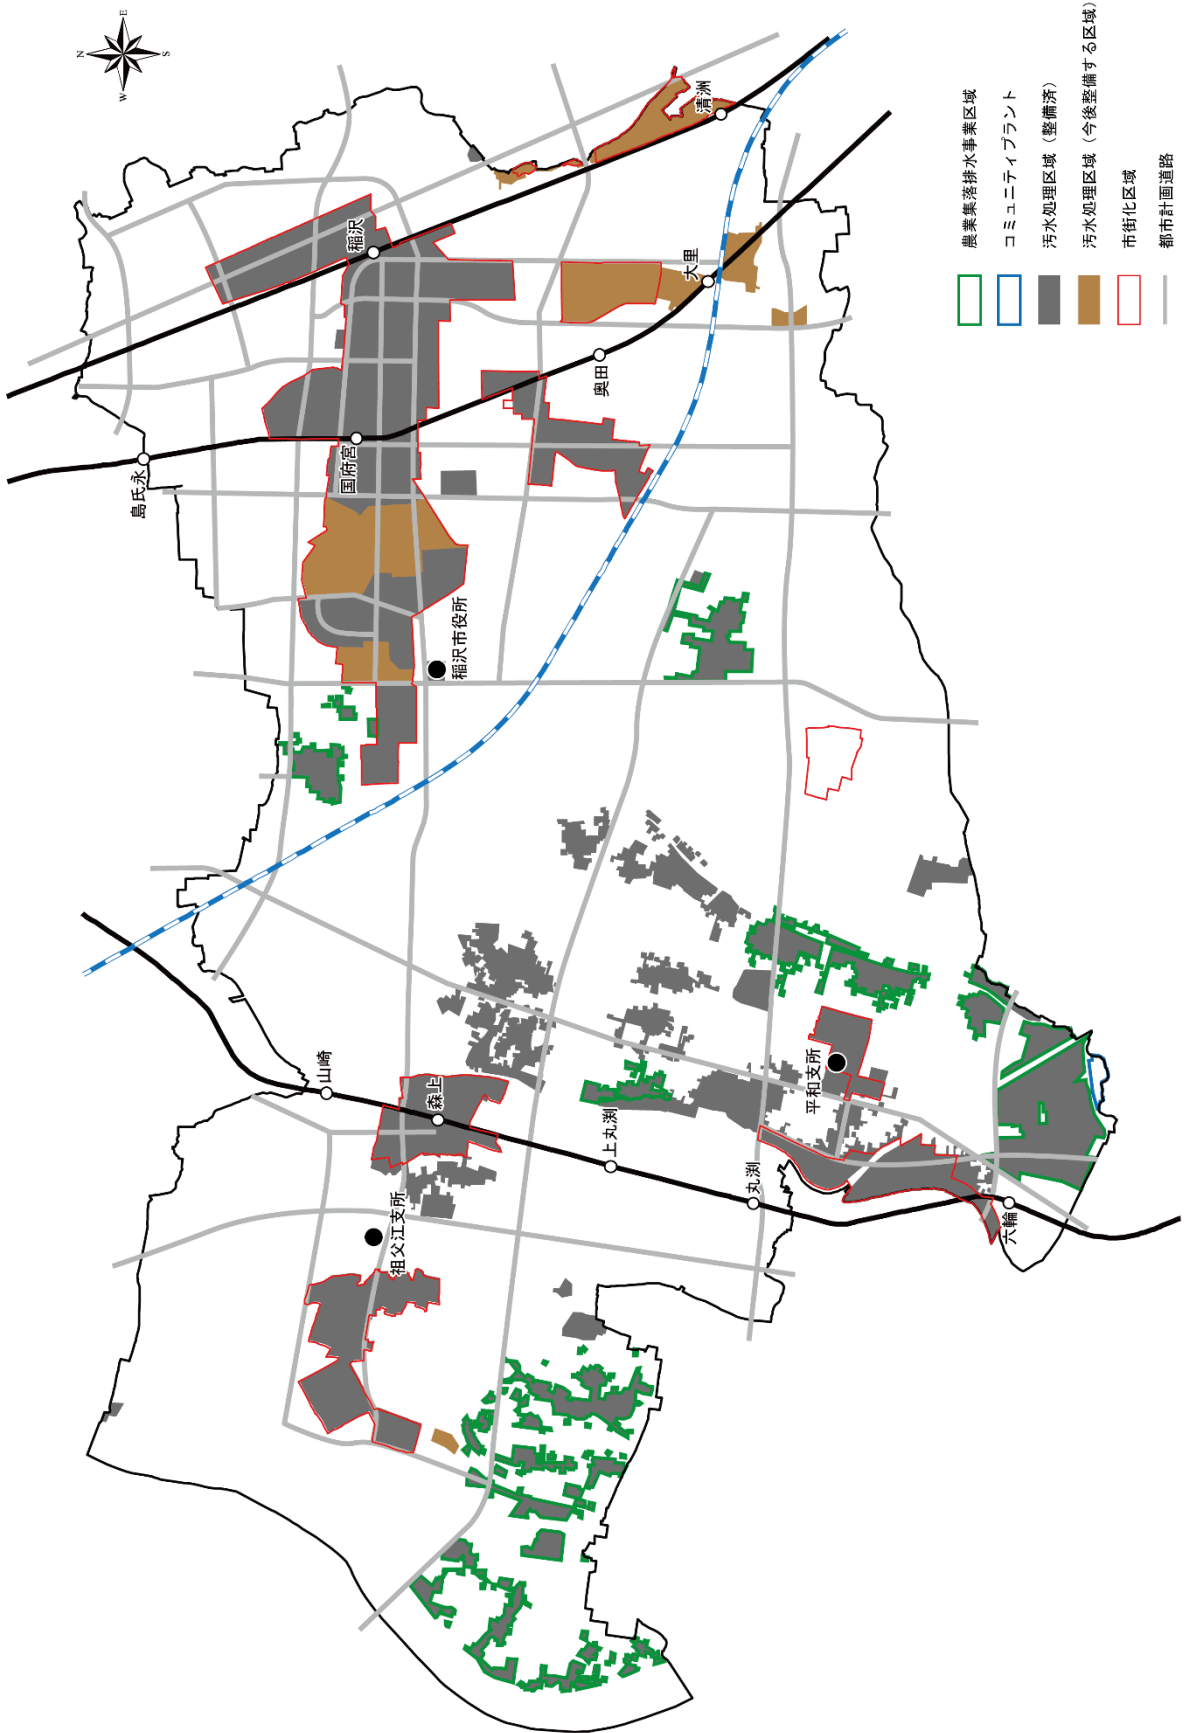 N
E
S
W
島氏永
国府宮
稲沢
清洲
大里
奥田
稲沢市役所
山崎
森上
上丸渕
丸渕
六輪
祖父江支所
平和支所
農業集落排水事業区域
コミュニティプラント
汚水処理区域（整備済）
汚水処理区域（今後整備する区域）
市街化区域
都市計画道路